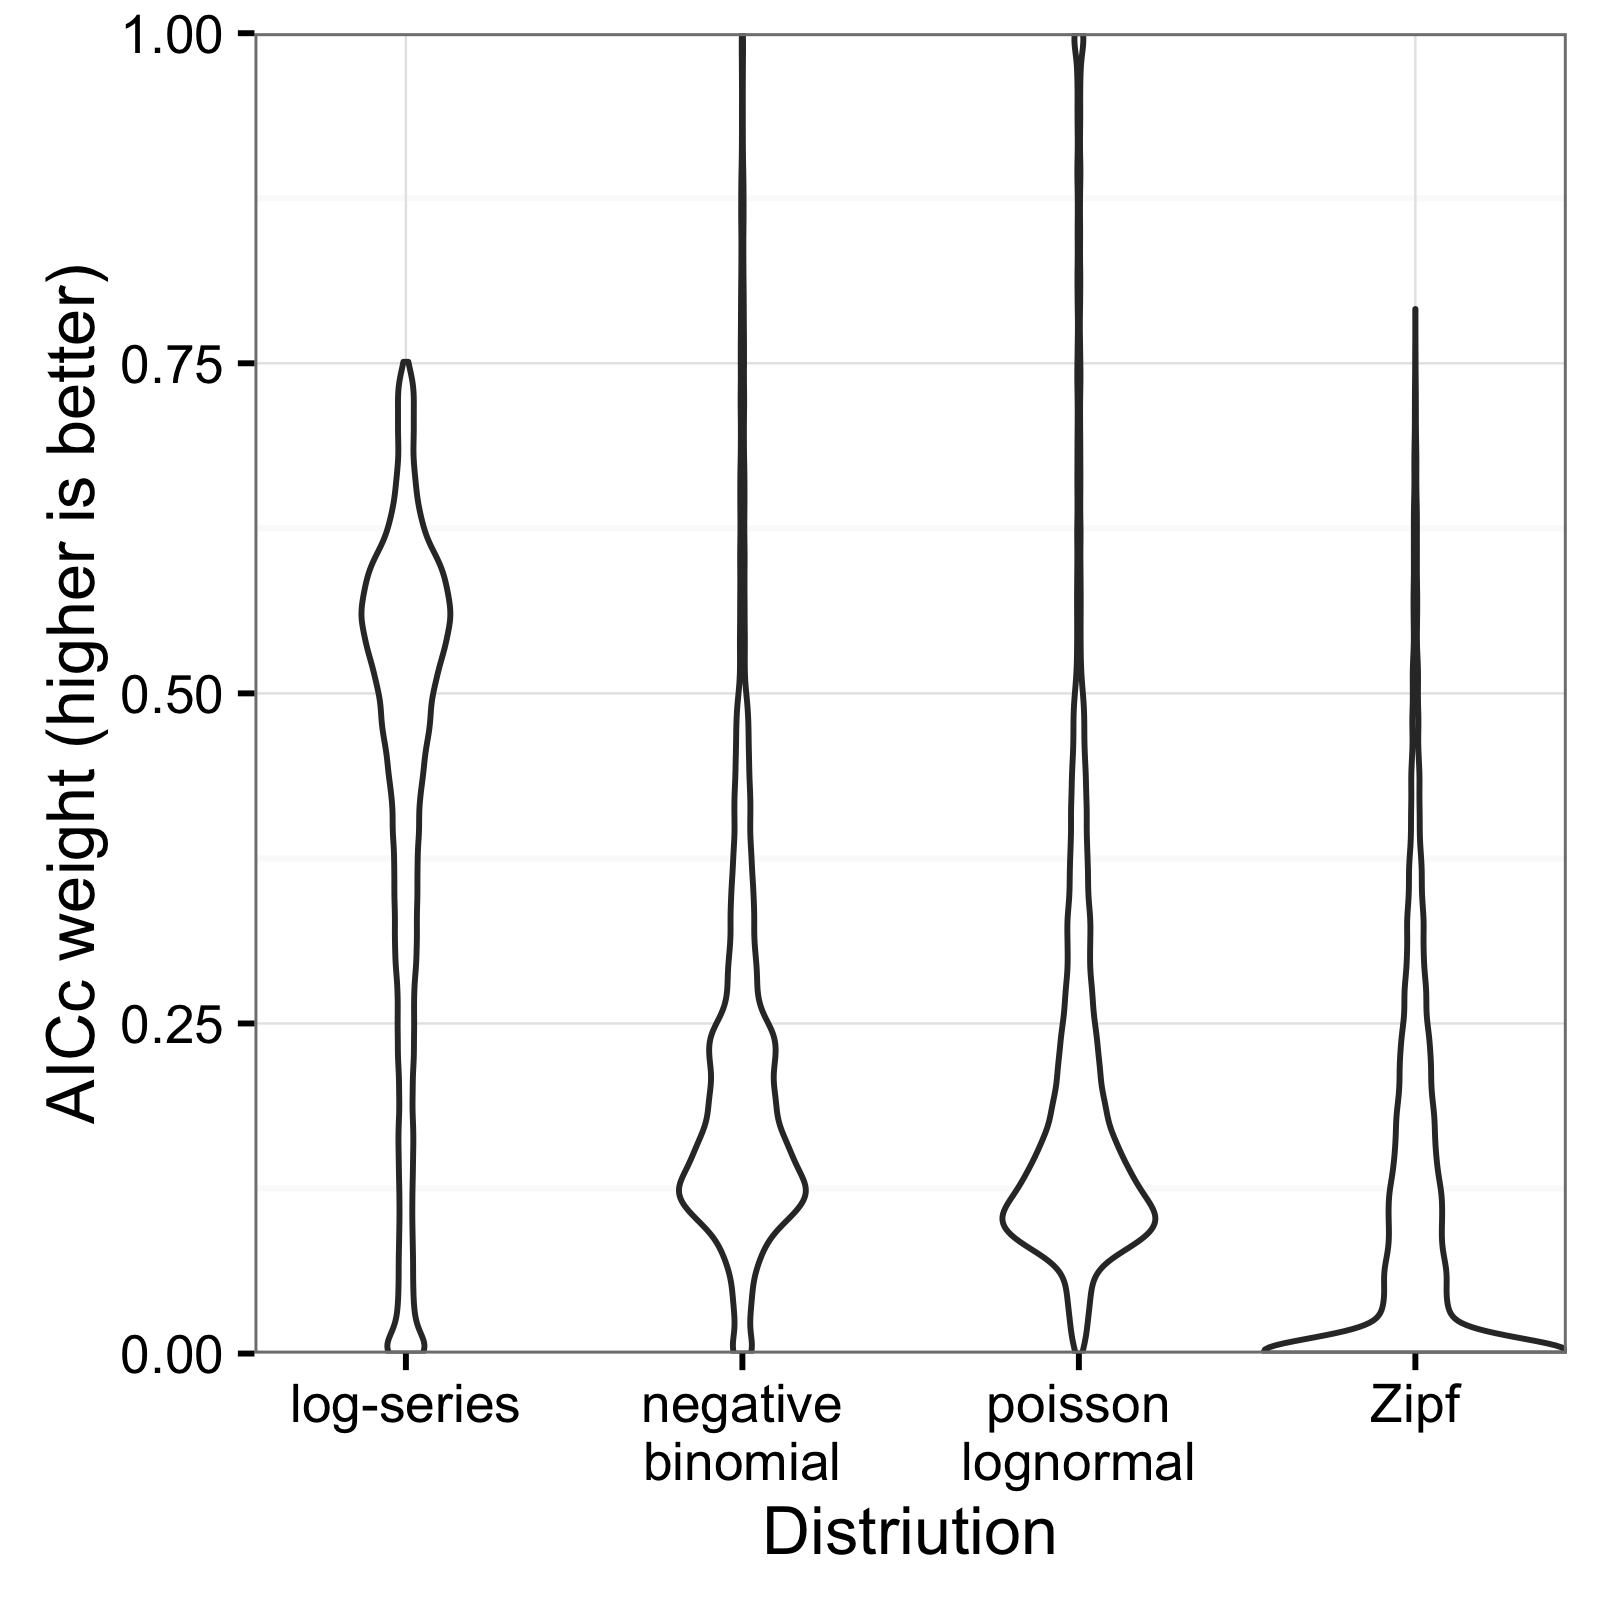 1.00
0.75
0.50
0.25
0.00
AICc weight (higher is better)
log-series
negative
binomial
poisson
lognormal
Zipf
Distriution